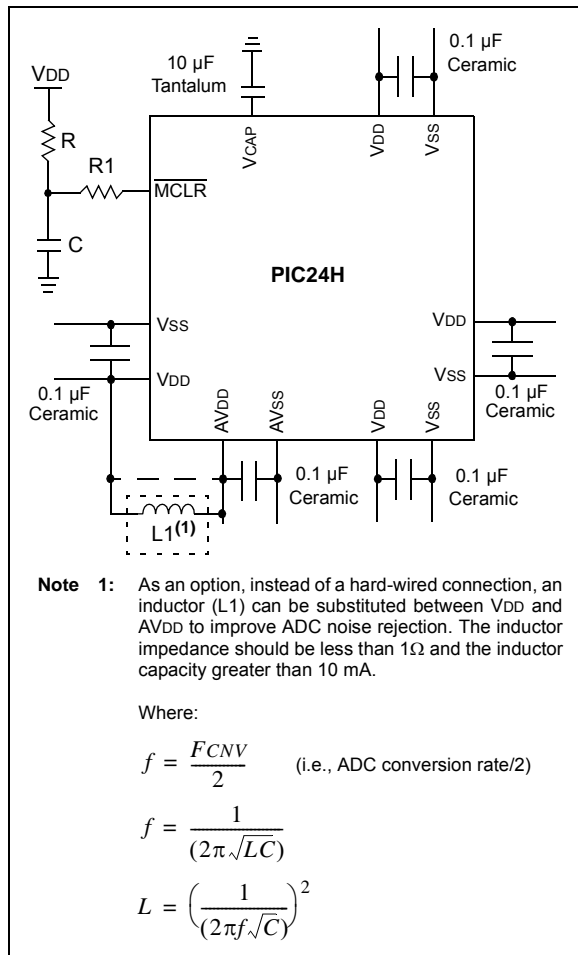 VDD
R
R1
C
10 µF
Tantalum
0.1 µF
Ceramic
VCAP
VDD
VSS
MCLR
PIC24H
VSS
VDD
0.1 µF
Ceramic
VDD
VSS
0.1 µF
Ceramic
AVDD
AVSS
VDD
VSS
0.1 µF
Ceramic
0.1 µF
Ceramic
L1(1)
Note 1: As an option, instead of a hard-wired connection, an
inductor (L1) can be substituted between VDD and
AVDD to improve ADC noise rejection. The inductor
impedance should be less than 1Ω and the inductor
capacity greater than 10 mA.
Where:
f = FCNV / 2 (i.e., ADC conversion rate/2)
f = 1 / (2π√LC)
L = (1 / (2πf√C))²